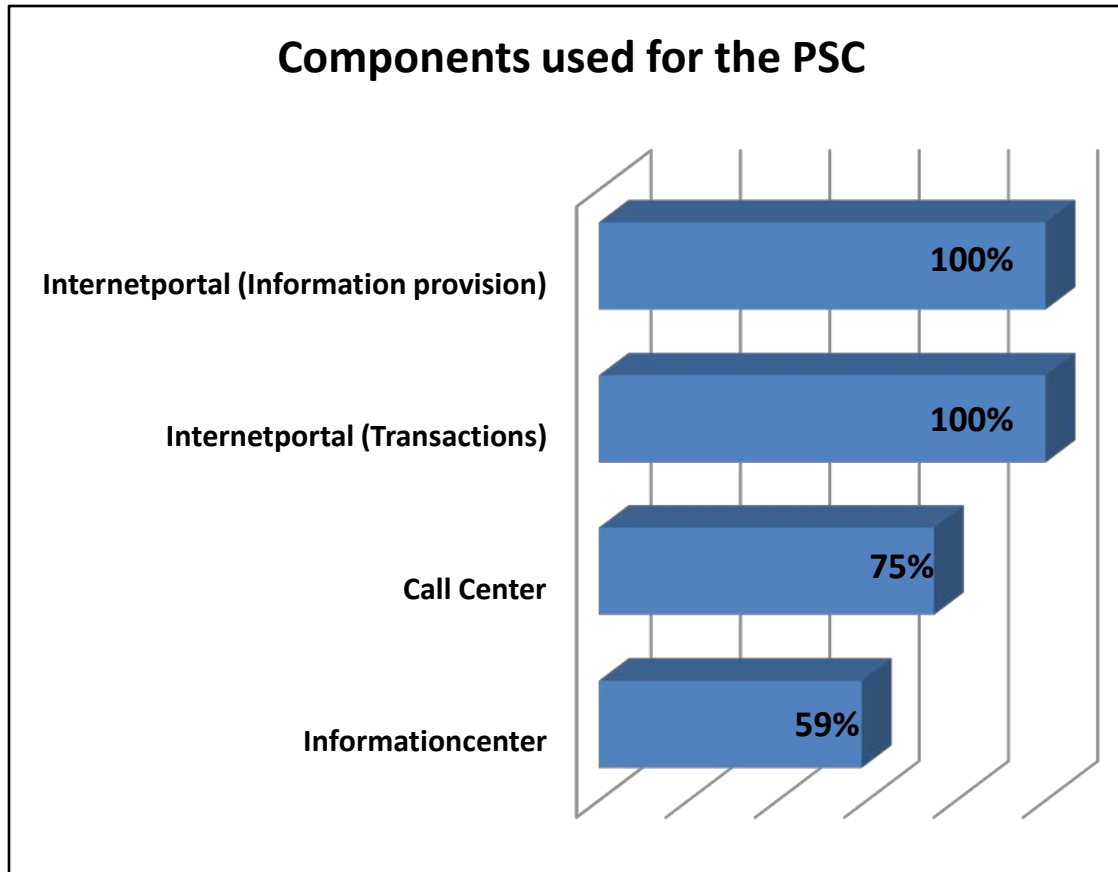 Components used for the PSC
Internetportal (Information provision)
100%
Internetportal (Transactions)
100%
Call Center
75%
Informationcenter
59%